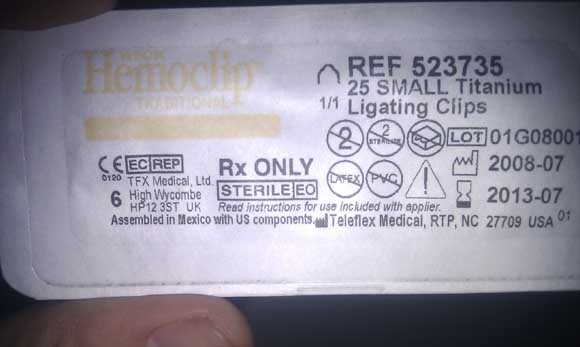 WECK
Hemoclip®
TRADITIONAL
REF 523735
25 SMALL Titanium
1/1 Ligating Clips
2
2 STERILIZE
LOT 01G08001
2008-07
LATEX PVC
2013-07
CE 0120 EC REP
TFX Medical, Ltd.
6 High Wycombe
HP12 3ST UK
Rx ONLY
STERILE EO
Read instructions for use included with applier.
Assembled in Mexico with US components. Teleflex Medical, RTP, NC 27709 USA 01